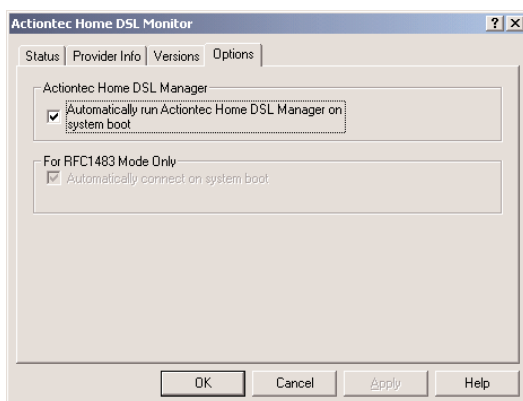 Actiontec Home DSL Monitor
Status
Provider Info
Versions
Options
Actiontec Home DSL Manager
Automatically run Actiontec Home DSL Manager on
system boot
For RFC1483 Mode Only
Automatically connect on system boot
OK
Cancel
Apply
Help